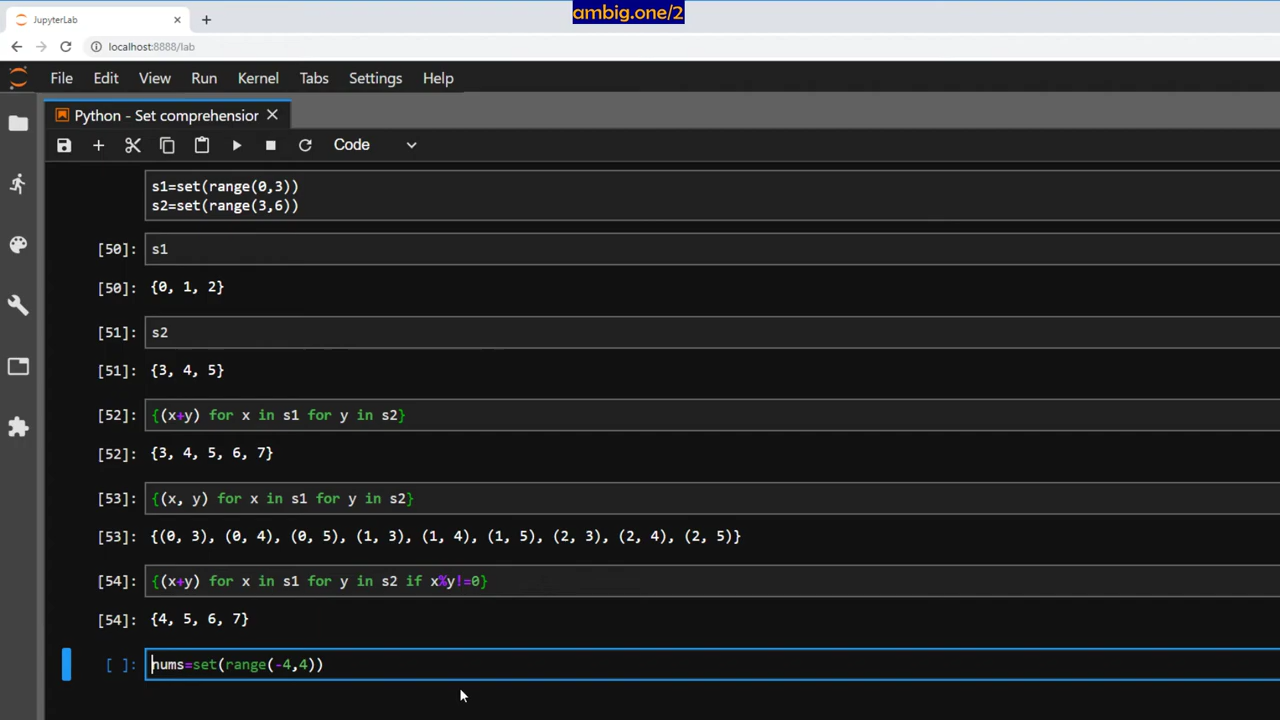 ambig.one/2
JupyterLab
localhost:8888/lab
File Edit View Run Kernel Tabs Settings Help
Python - Set comprehension
Code
s1=set(range(0,3))
s2=set(range(3,6))
[50]: s1
[50]: {0, 1, 2}
[51]: s2
[51]: {3, 4, 5}
[52]: {(x+y) for x in s1 for y in s2}
[52]: {3, 4, 5, 6, 7}
[53]: {(x, y) for x in s1 for y in s2}
[53]: {(0, 3), (0, 4), (0, 5), (1, 3), (1, 4), (1, 5), (2, 3), (2, 4), (2, 5)}
[54]: {(x+y) for x in s1 for y in s2 if x%y!=0}
[54]: {4, 5, 6, 7}
[ ]: nums=set(range(-4,4))